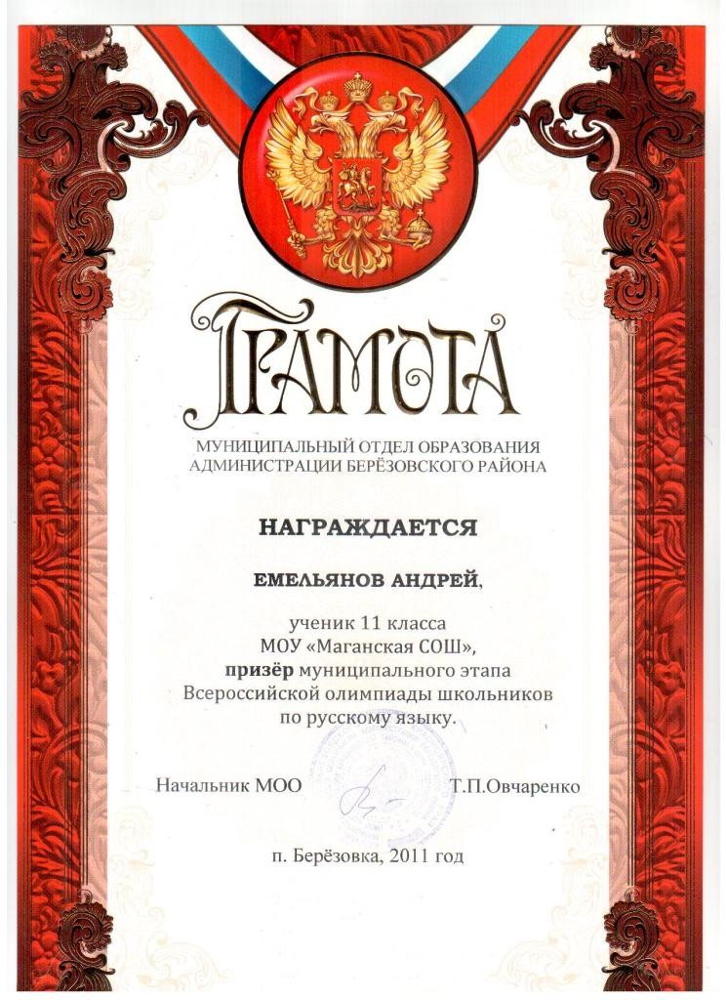 ГРАМОТА
МУНИЦИПАЛЬНЫЙ ОТДЕЛ ОБРАЗОВАНИЯ
АДМИНИСТРАЦИИ БЕРЁЗОВСКОГО РАЙОНА
НАГРАЖДАЕТСЯ
ЕМЕЛЬЯНОВ АНДРЕЙ,
ученик 11 класса
МОУ «Маганская СОШ»,
призёр муниципального этапа
Всероссийской олимпиады школьников
по русскому языку.
Начальник МОО Т.П.Овчаренко
п. Берёзовка, 2011 год